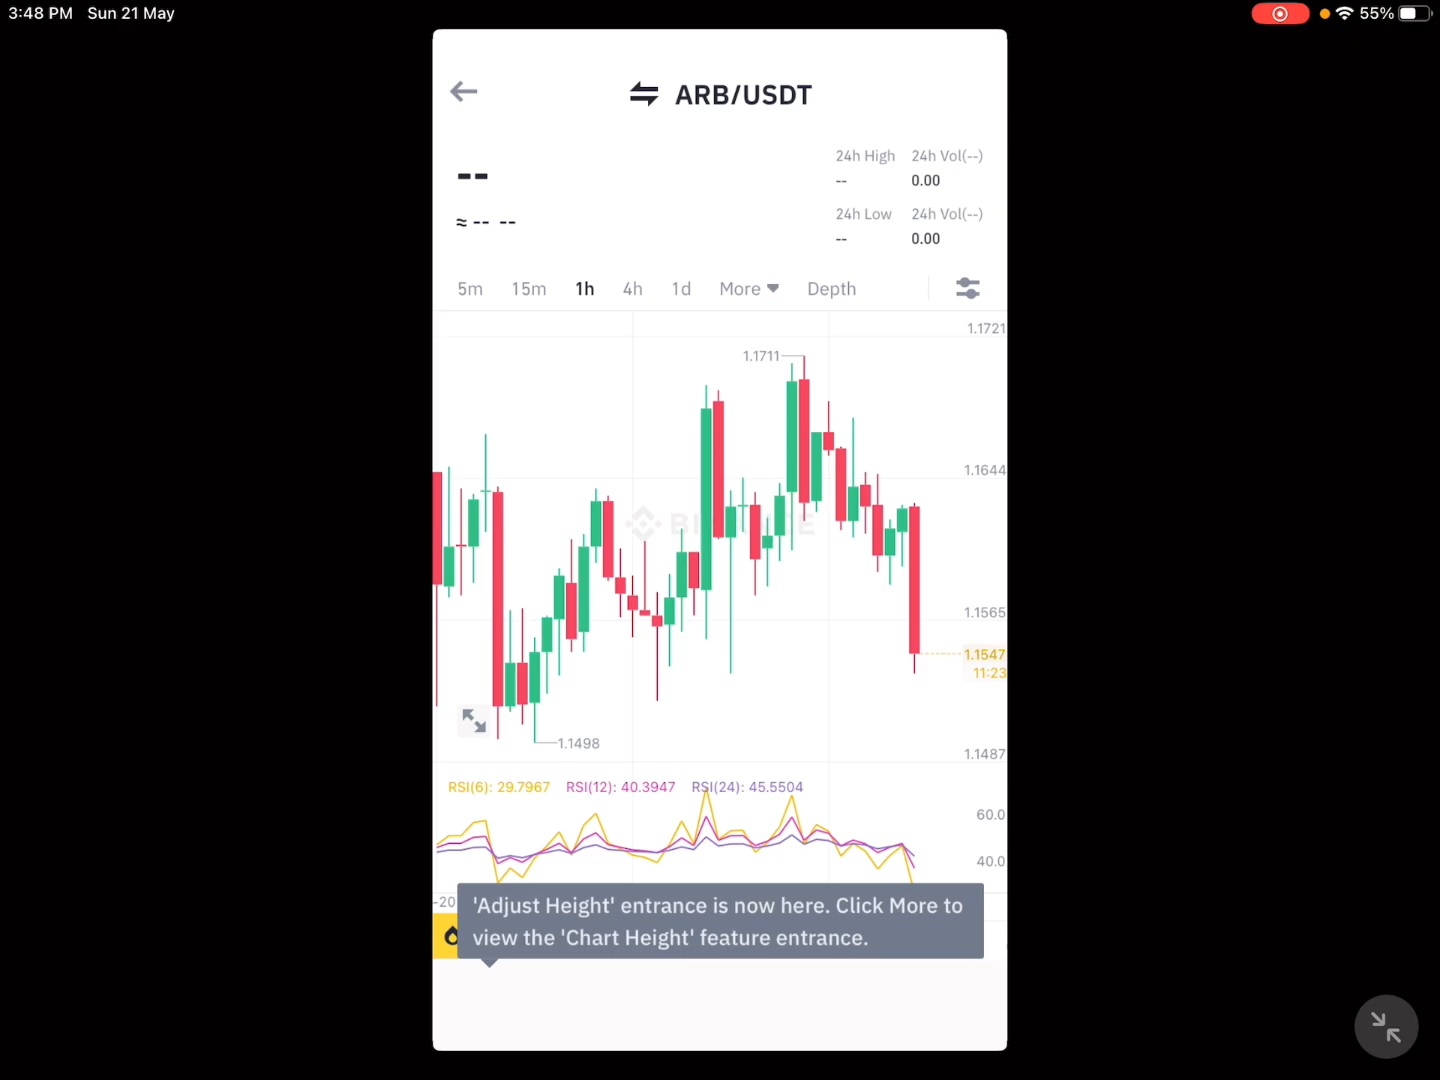 3:48 PM Sun 21 May
55%
ARB/USDT
24h High 24h Vol(--)
-- 0.00
--
≈ -- --
24h Low 24h Vol(--)
-- 0.00
5m 15m 1h 4h 1d More Depth
1.1721
1.1711
1.1644
BINANCE
1.1565
1.1547
11:23
1.1498
1.1487
RSI(6): 29.7967 RSI(12): 40.3947 RSI(24): 45.5504
60.0
40.0
-20
'Adjust Height' entrance is now here. Click More to
view the 'Chart Height' feature entrance.